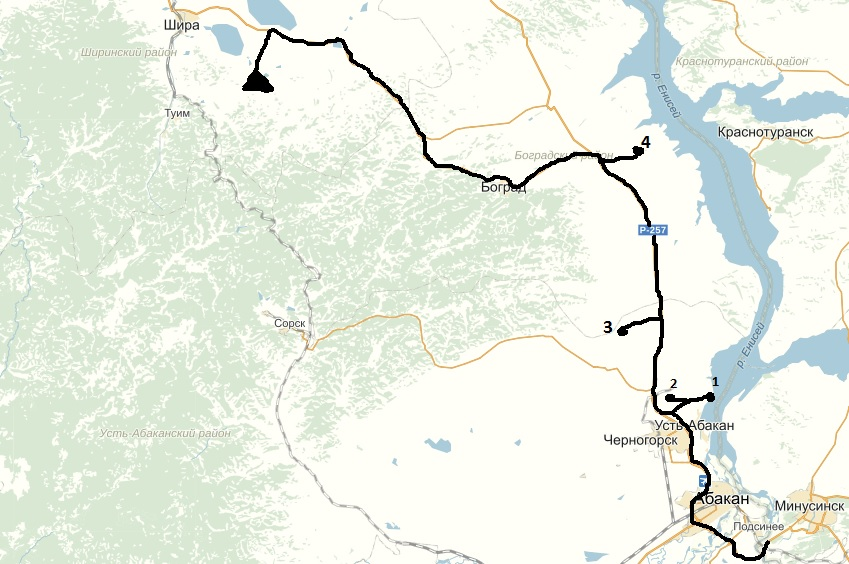 Шира
Ширинский район
р. Енисей
Краснотуранский район
Туим
Краснотуранск
4
Боградский район
Боград
Р-257
Сорск
3
р. Енисей
2
1
Усть-Абакан
Усть-Абаканский район
Черногорск
Абакан
Минусинск
Подсинее